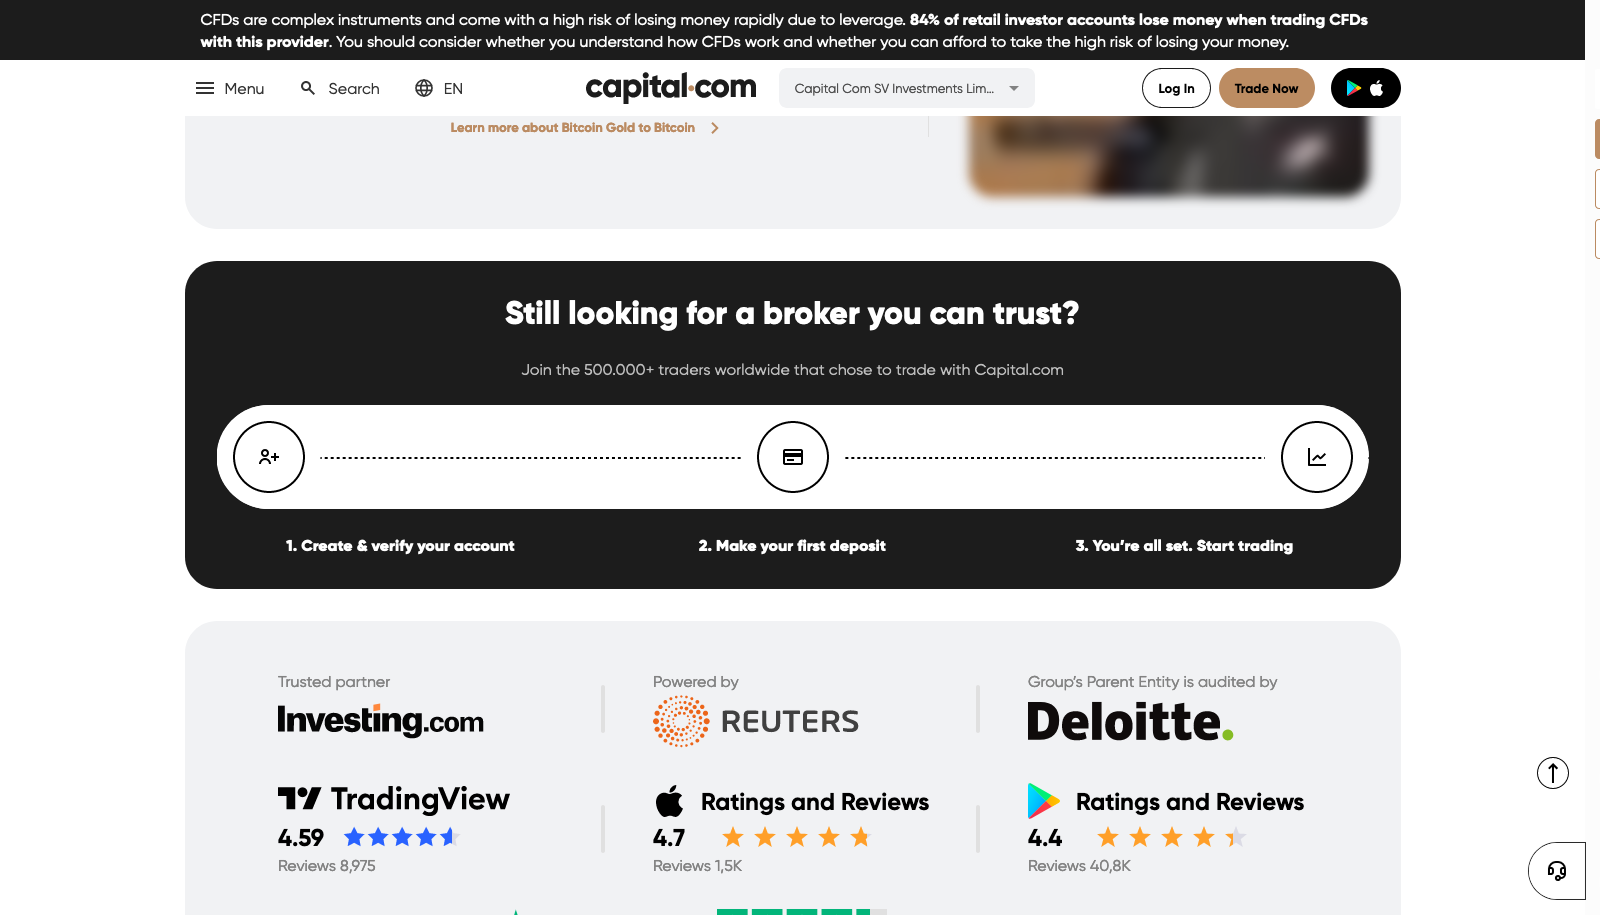 CFDs are complex instruments and come with a high risk of losing money rapidly due to leverage. 84% of retail investor accounts lose money when trading CFDs
with this provider. You should consider whether you understand how CFDs work and whether you can afford to take the high risk of losing your money.
Menu
Search
EN
capital.com
Capital Com SV Investments Lim...
Log In
Trade Now
Learn more about Bitcoin Gold to Bitcoin
Still looking for a broker you can trust?
Join the 500.000+ traders worldwide that chose to trade with Capital.com
1. Create & verify your account
2. Make your first deposit
3. You're all set. Start trading
Trusted partner
Investing.com
Powered by
REUTERS
Group's Parent Entity is audited by
Deloitte.
TradingView
4.59
Reviews 8,975
Ratings and Reviews
4.7
Reviews 1,5K
Ratings and Reviews
4.4
Reviews 40,8K